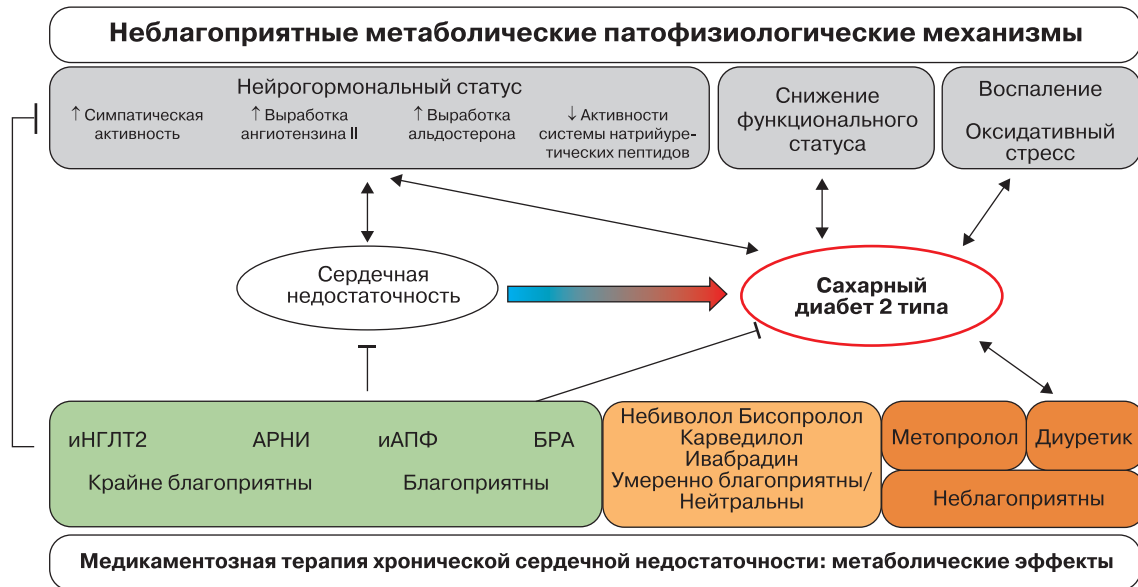 Неблагоприятные метаболические патофизиологические механизмы
Нейрогормональный статус
↑ Симпатическая
активность
↑ Выработка
ангиотензина II
↑ Выработка
альдостерона
↓ Активности
системы натрийуре-
тических пептидов
Снижение
функционального
статуса
Воспаление
Оксидативный
стресс
Сердечная
недостаточность
Сахарный
диабет 2 типа
иНГЛТ2
АРНИ
иАПФ
БРА
Крайне благоприятны
Благоприятны
Небиволол Бисопролол
Карведилол
Ивабрадин
Умеренно благоприятны/
Нейтральны
Метопролол
Диуретик
Неблагоприятны
Медикаментозная терапия хронической сердечной недостаточности: метаболические эффекты